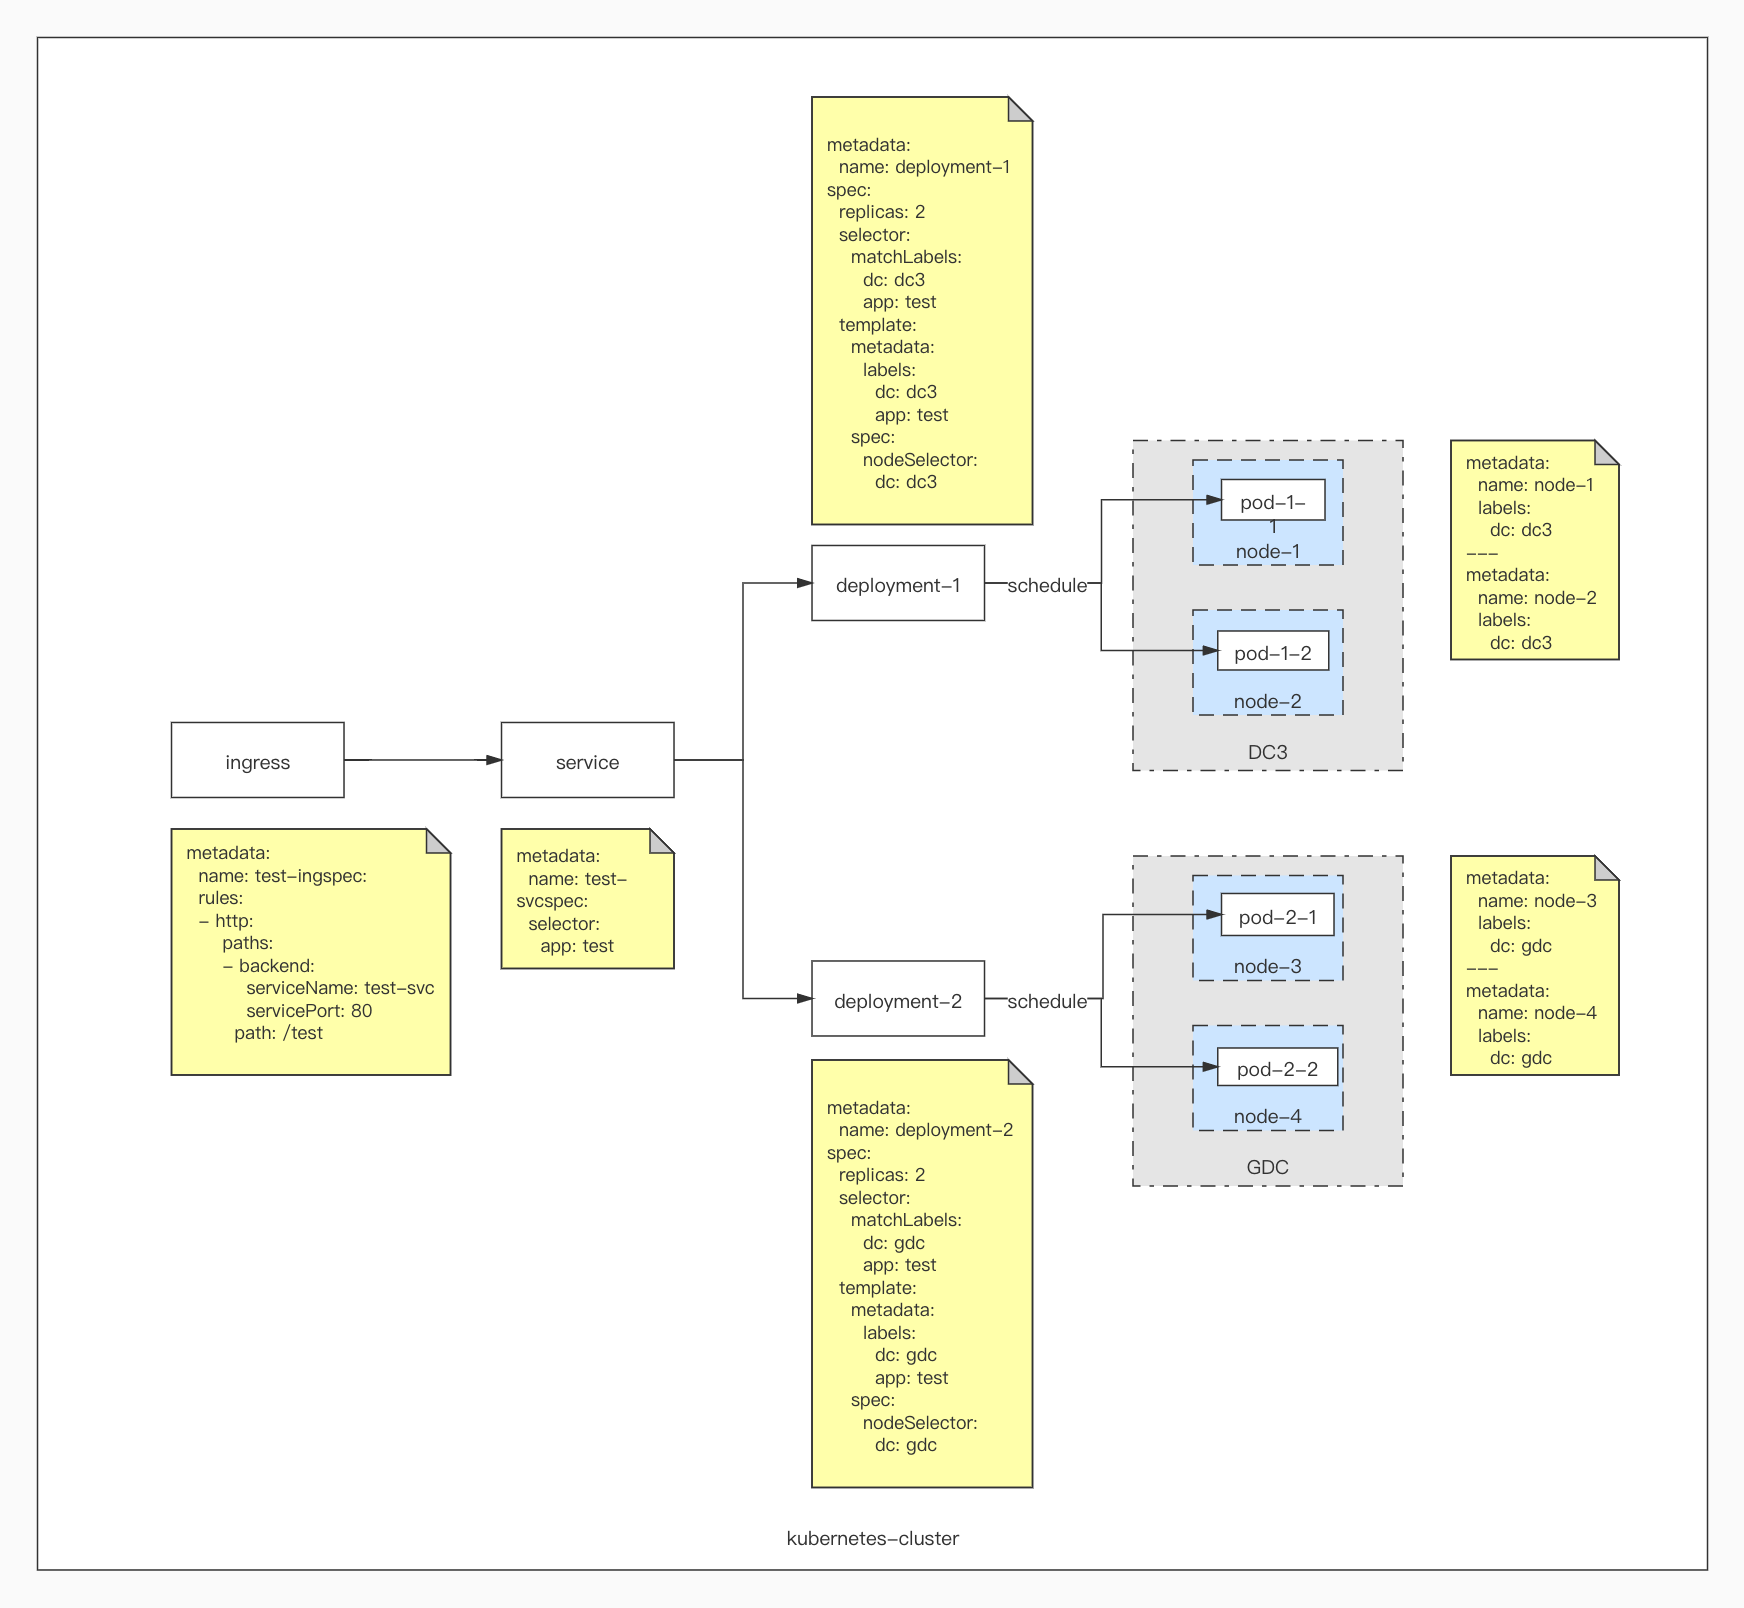 metadata:
  name: deployment-1
spec:
  replicas: 2
  selector:
    matchLabels:
      dc: dc3
      app: test
  template:
    metadata:
      labels:
        dc: dc3
        app: test
    spec:
      nodeSelector:
        dc: dc3
deployment-1
schedule
pod-1-
1
node-1
pod-1-2
node-2
DC3
metadata:
  name: node-1
  labels:
    dc: dc3
---
metadata:
  name: node-2
  labels:
    dc: dc3
ingress
service
metadata:
  name: test-ingspec:
  rules:
  - http:
      paths:
      - backend:
          serviceName: test-svc
          servicePort: 80
        path: /test
metadata:
  name: test-
svcspec:
  selector:
    app: test
deployment-2
schedule
pod-2-1
node-3
pod-2-2
node-4
GDC
metadata:
  name: node-3
  labels:
    dc: gdc
---
metadata:
  name: node-4
  labels:
    dc: gdc
metadata:
  name: deployment-2
spec:
  replicas: 2
  selector:
    matchLabels:
      dc: gdc
      app: test
  template:
    metadata:
      labels:
        dc: gdc
        app: test
    spec:
      nodeSelector:
        dc: gdc
kubernetes-cluster